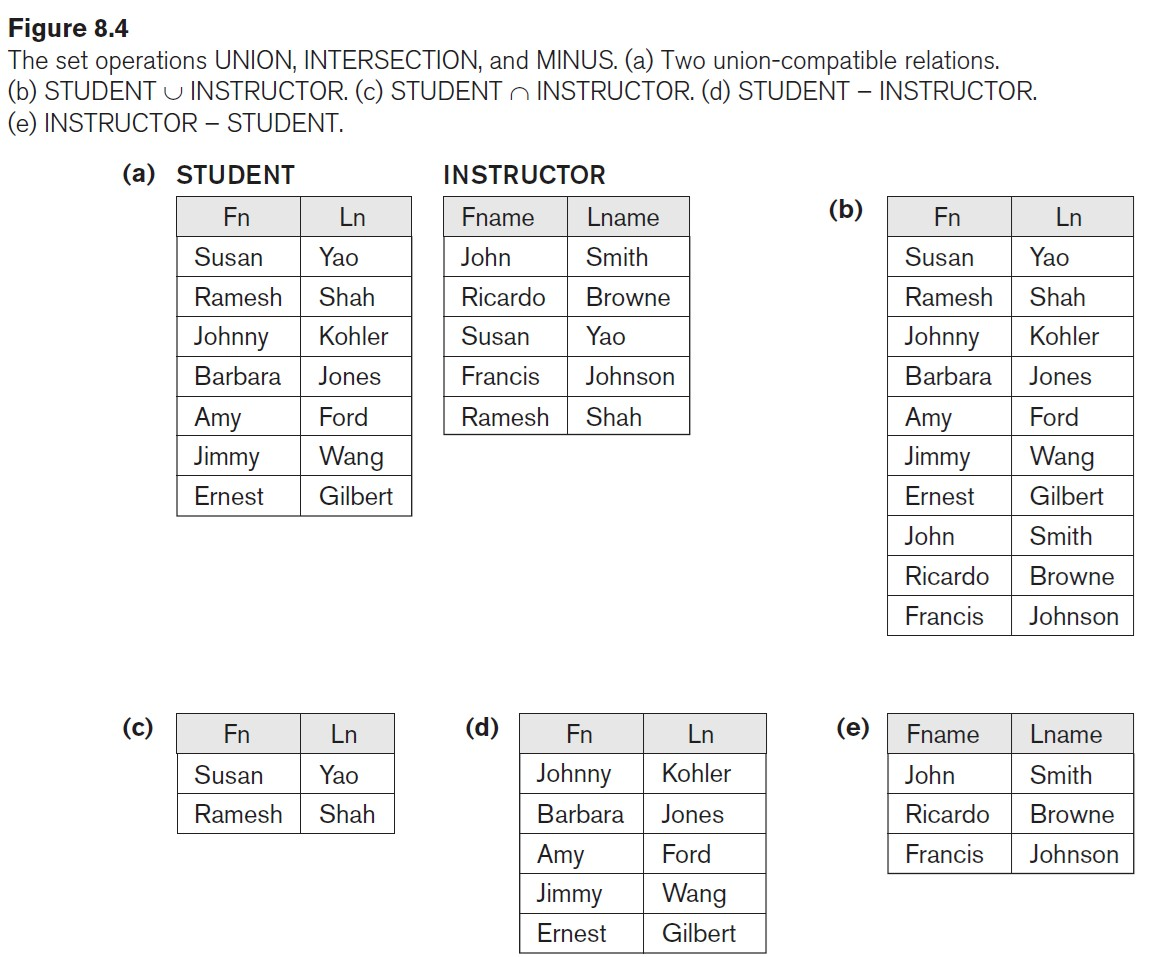 Figure 8.4
The set operations UNION, INTERSECTION, and MINUS. (a) Two union-compatible relations.
(b) STUDENT ∪ INSTRUCTOR. (c) STUDENT ∩ INSTRUCTOR. (d) STUDENT − INSTRUCTOR.
(e) INSTRUCTOR − STUDENT.
(a) STUDENT
Fn Ln
Susan Yao
Ramesh Shah
Johnny Kohler
Barbara Jones
Amy Ford
Jimmy Wang
Ernest Gilbert
INSTRUCTOR
Fname Lname
John Smith
Ricardo Browne
Susan Yao
Francis Johnson
Ramesh Shah
(b)
Fn Ln
Susan Yao
Ramesh Shah
Johnny Kohler
Barbara Jones
Amy Ford
Jimmy Wang
Ernest Gilbert
John Smith
Ricardo Browne
Francis Johnson
(c)
Fn Ln
Susan Yao
Ramesh Shah
(d)
Fn Ln
Johnny Kohler
Barbara Jones
Amy Ford
Jimmy Wang
Ernest Gilbert
(e)
Fname Lname
John Smith
Ricardo Browne
Francis Johnson